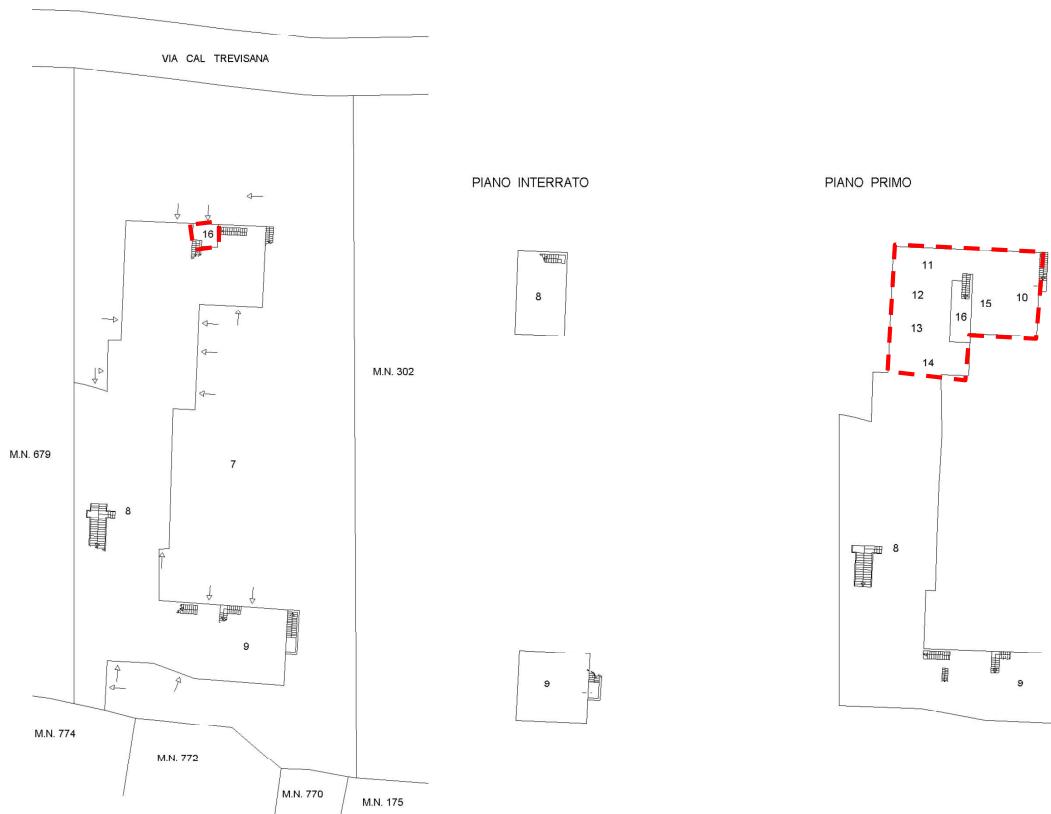 VIA CAL TREVISANA
PIANO INTERRATO
PIANO PRIMO
16
8
11
12
15
10
16
13
14
M.N. 302
M.N. 679
7
8
8
9
9
9
M.N. 774
M.N. 772
M.N. 770
M.N. 175